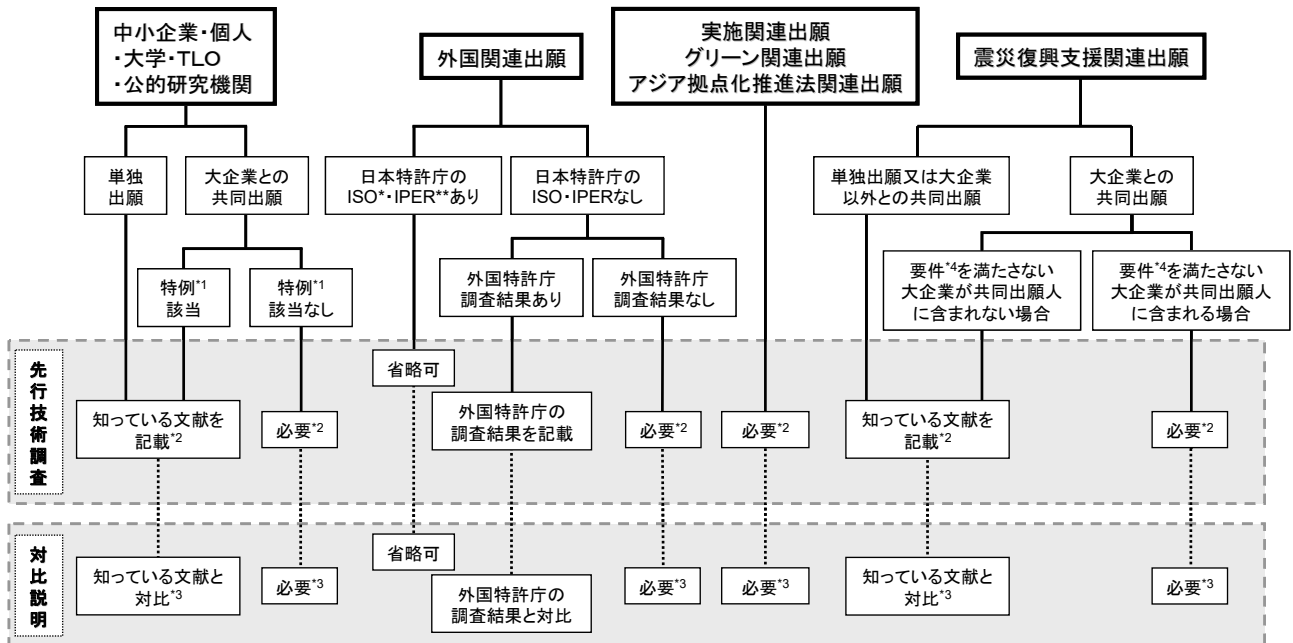 中小企業・個人
・大学・TLO
・公的研究機関
外国関連出願
実施関連出願
グリーン関連出願
アジア拠点化推進法関連出願
震災復興支援関連出願
単独
出願
大企業との
共同出願
日本特許庁の
ISO*・IPER**あり
日本特許庁の
ISO・IPERなし
単独出願又は大企業
以外との共同出願
大企業との
共同出願
特例*1
該当
特例*1
該当なし
外国特許庁
調査結果あり
外国特許庁
調査結果なし
要件*4を満たさない
大企業が共同出願人
に含まれない場合
要件*4を満たさない
大企業が共同出願人
に含まれる場合
先行技術調査
知っている文献を
記載*2
必要*2
省略可
外国特許庁の
調査結果を記載
必要*2
必要*2
知っている文献を
記載*2
必要*2
対比説明
知っている文献と
対比*3
必要*3
省略可
外国特許庁の
調査結果と対比
必要*3
必要*3
知っている文献と
対比*3
必要*3